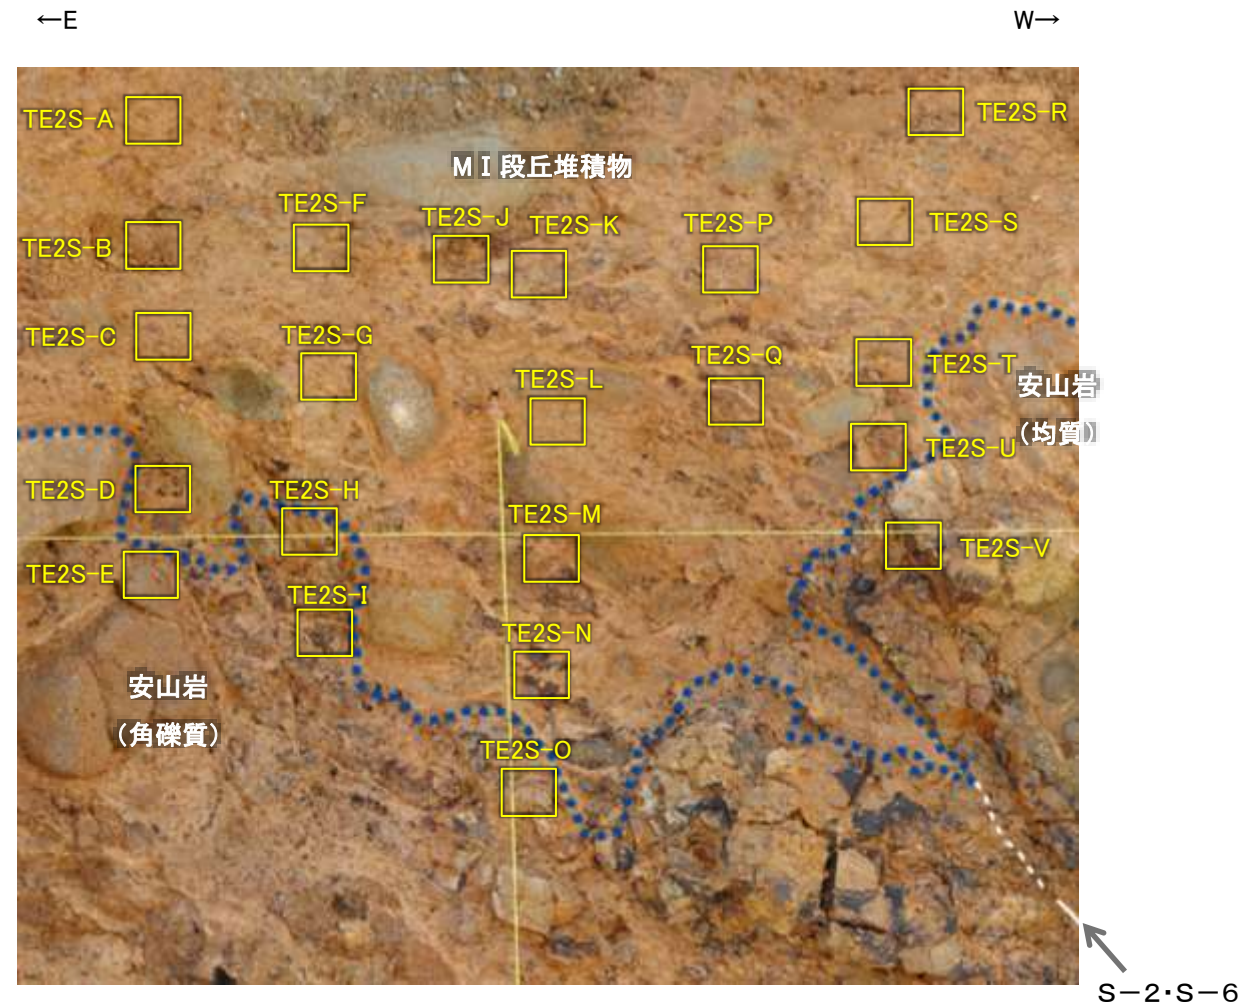 ←E
W→
TE2S-A
TE2S-R
MⅠ段丘堆積物
TE2S-F
TE2S-J
TE2S-K
TE2S-P
TE2S-S
TE2S-B
TE2S-C
TE2S-G
TE2S-L
TE2S-Q
TE2S-T
安山岩
（均質）
TE2S-U
TE2S-D
TE2S-H
TE2S-M
TE2S-V
TE2S-E
TE2S-I
TE2S-N
安山岩
（角礫質）
TE2S-O
S－2・S－6